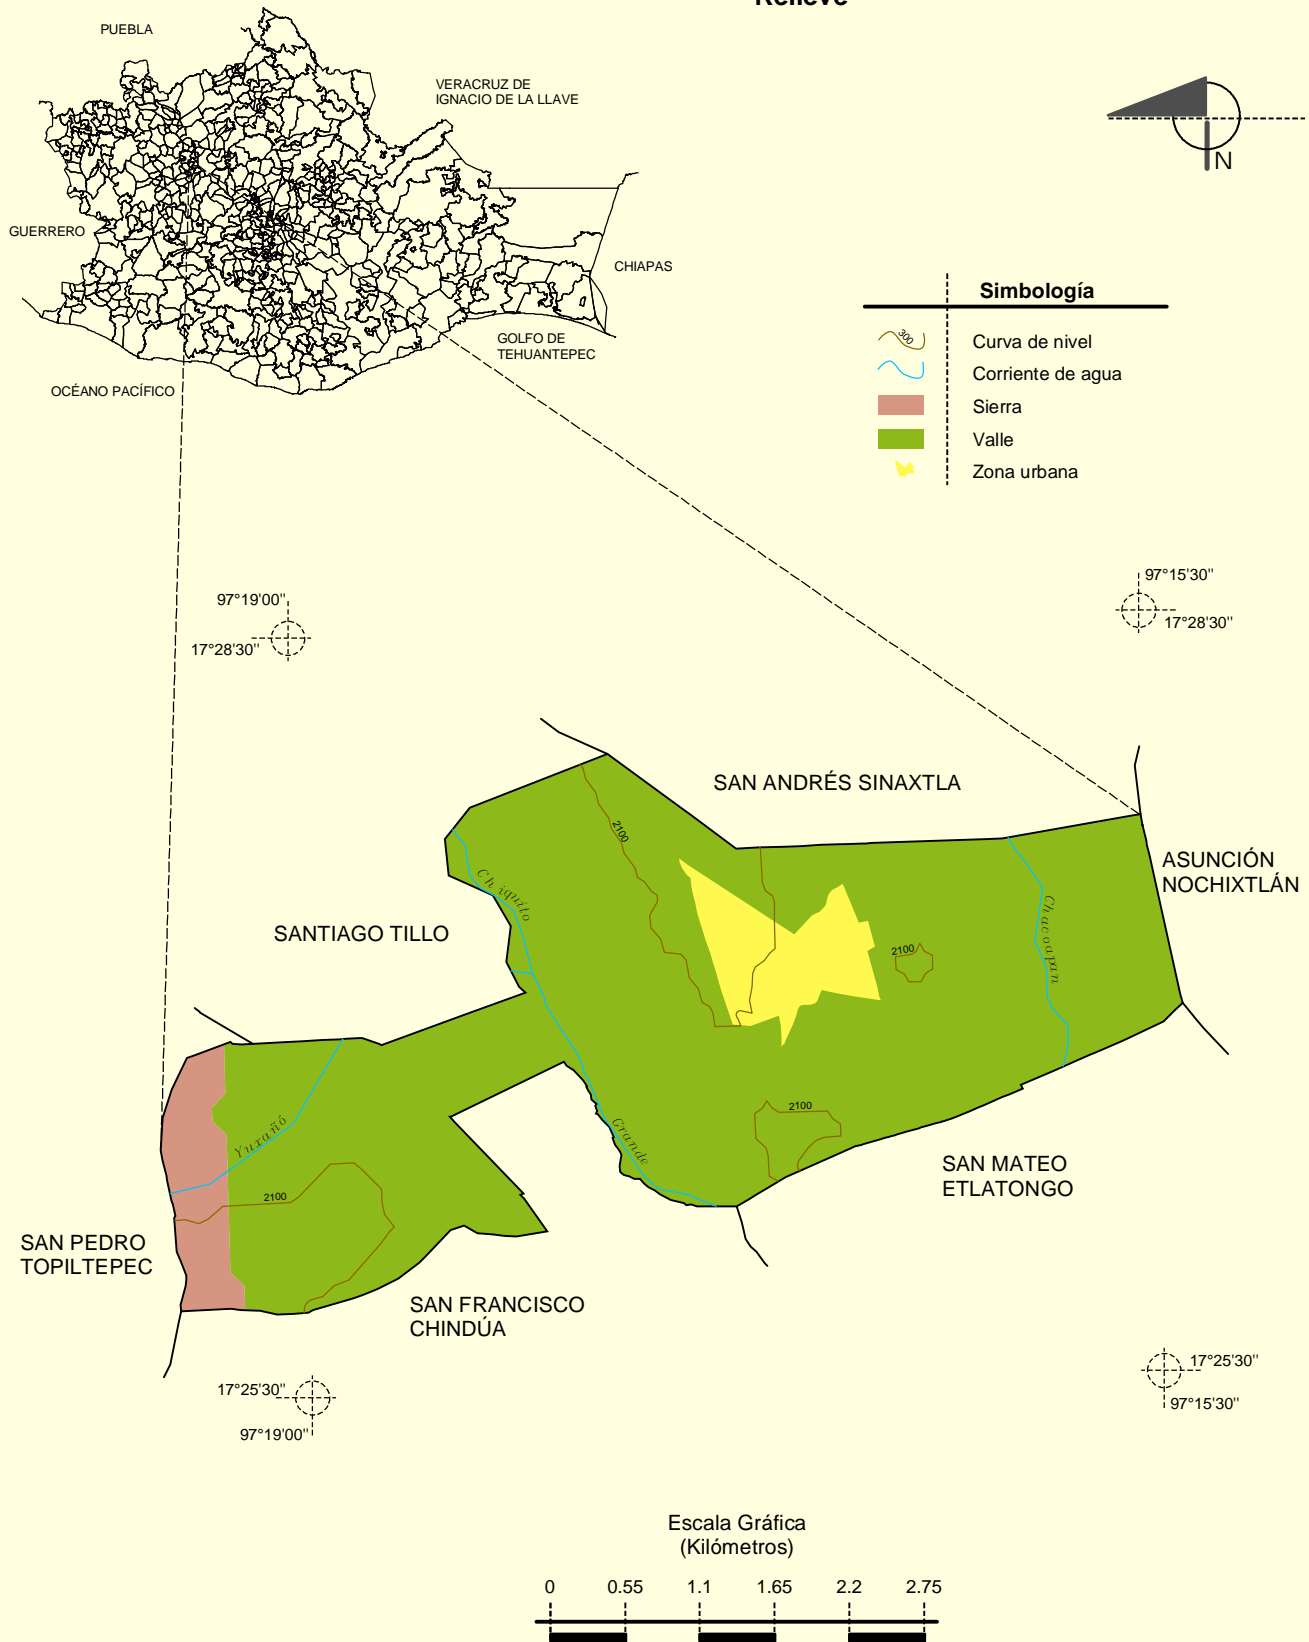 Relieve
PUEBLA
VERACRUZ DE
IGNACIO DE LA LLAVE
N
GUERRERO
CHIAPAS
GOLFO DE
TEHUANTEPEC
OCÉANO PACÍFICO
Simbología
300
Curva de nivel
Corriente de agua
Sierra
Valle
Zona urbana
97°19'00"
17°28'30"
97°15'30"
17°28'30"
SAN ANDRÉS SINAXTLA
2100
ASUNCIÓN
NOCHIXTLÁN
Chiquito
SANTIAGO TILLO
Chacoapan
2100
2100
Yuxañó
Grande
SAN MATEO
ETLATONGO
2100
SAN PEDRO
TOPILTEPEC
SAN FRANCISCO
CHINDÚA
17°25'30"
97°19'00"
17°25'30"
97°15'30"
Escala Gráfica
(Kilómetros)
0 0.55 1.1 1.65 2.2 2.75